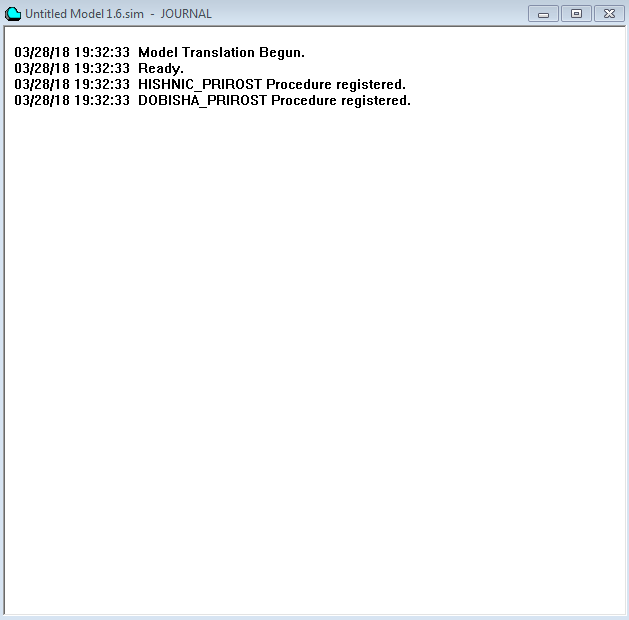 Untitled Model 1.6.sim - JOURNAL
03/28/18 19:32:33 Model Translation Begun.
03/28/18 19:32:33 Ready.
03/28/18 19:32:33 HISHNIC_PRIROST Procedure registered.
03/28/18 19:32:33 DOBISHA_PRIROST Procedure registered.